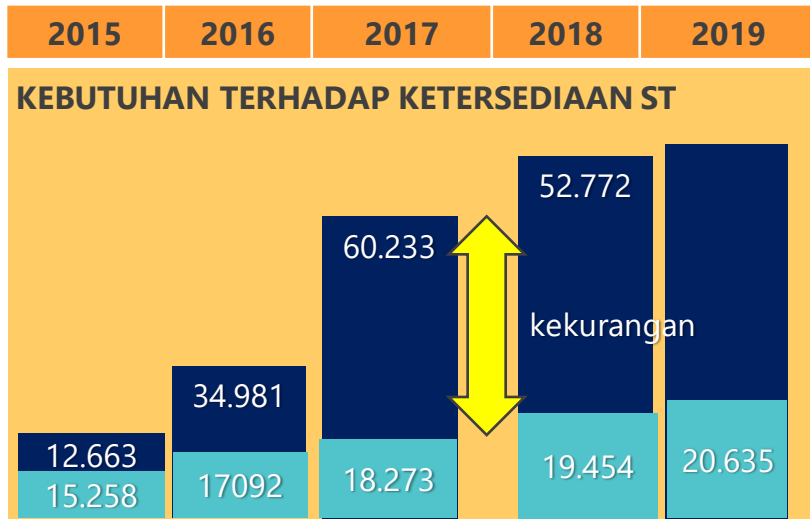 2015 2016 2017 2018 2019
KEBUTUHAN TERHADAP KETERSEDIAAN ST
52.772
60.233
kekurangan
34.981
12.663
15.258 17092 18.273 19.454 20.635